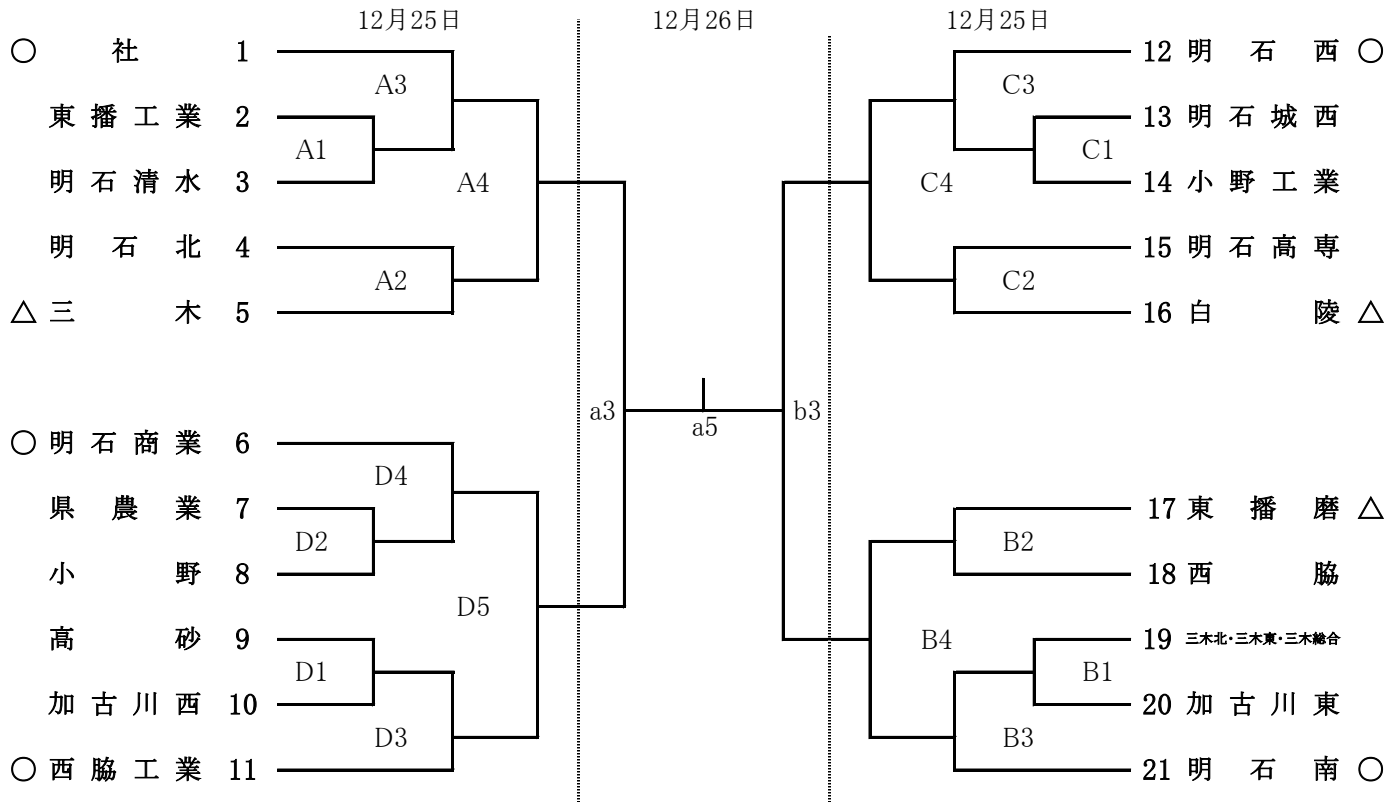 12月25日 12月26日 12月25日
○ 社 1
A3
東播工業 2
A1
明石清水 3
A4
明石北 4
A2
△ 三木 5
○ 明石商業 6
D4
県農業 7
D2
小野 8
D5
高砂 9
D1
加古川西 10
D3
○ 西脇工業 11
a3
a5
b3
12 明石西 ○
C3
13 明石城西
C1
14 小野工業
C4
15 明石高専
C2
16 白陵 △
17 東播磨 △
B2
18 西脇
B4
19 三木北・三木東・三木総合
B1
20 加古川東
B3
21 明石南 ○